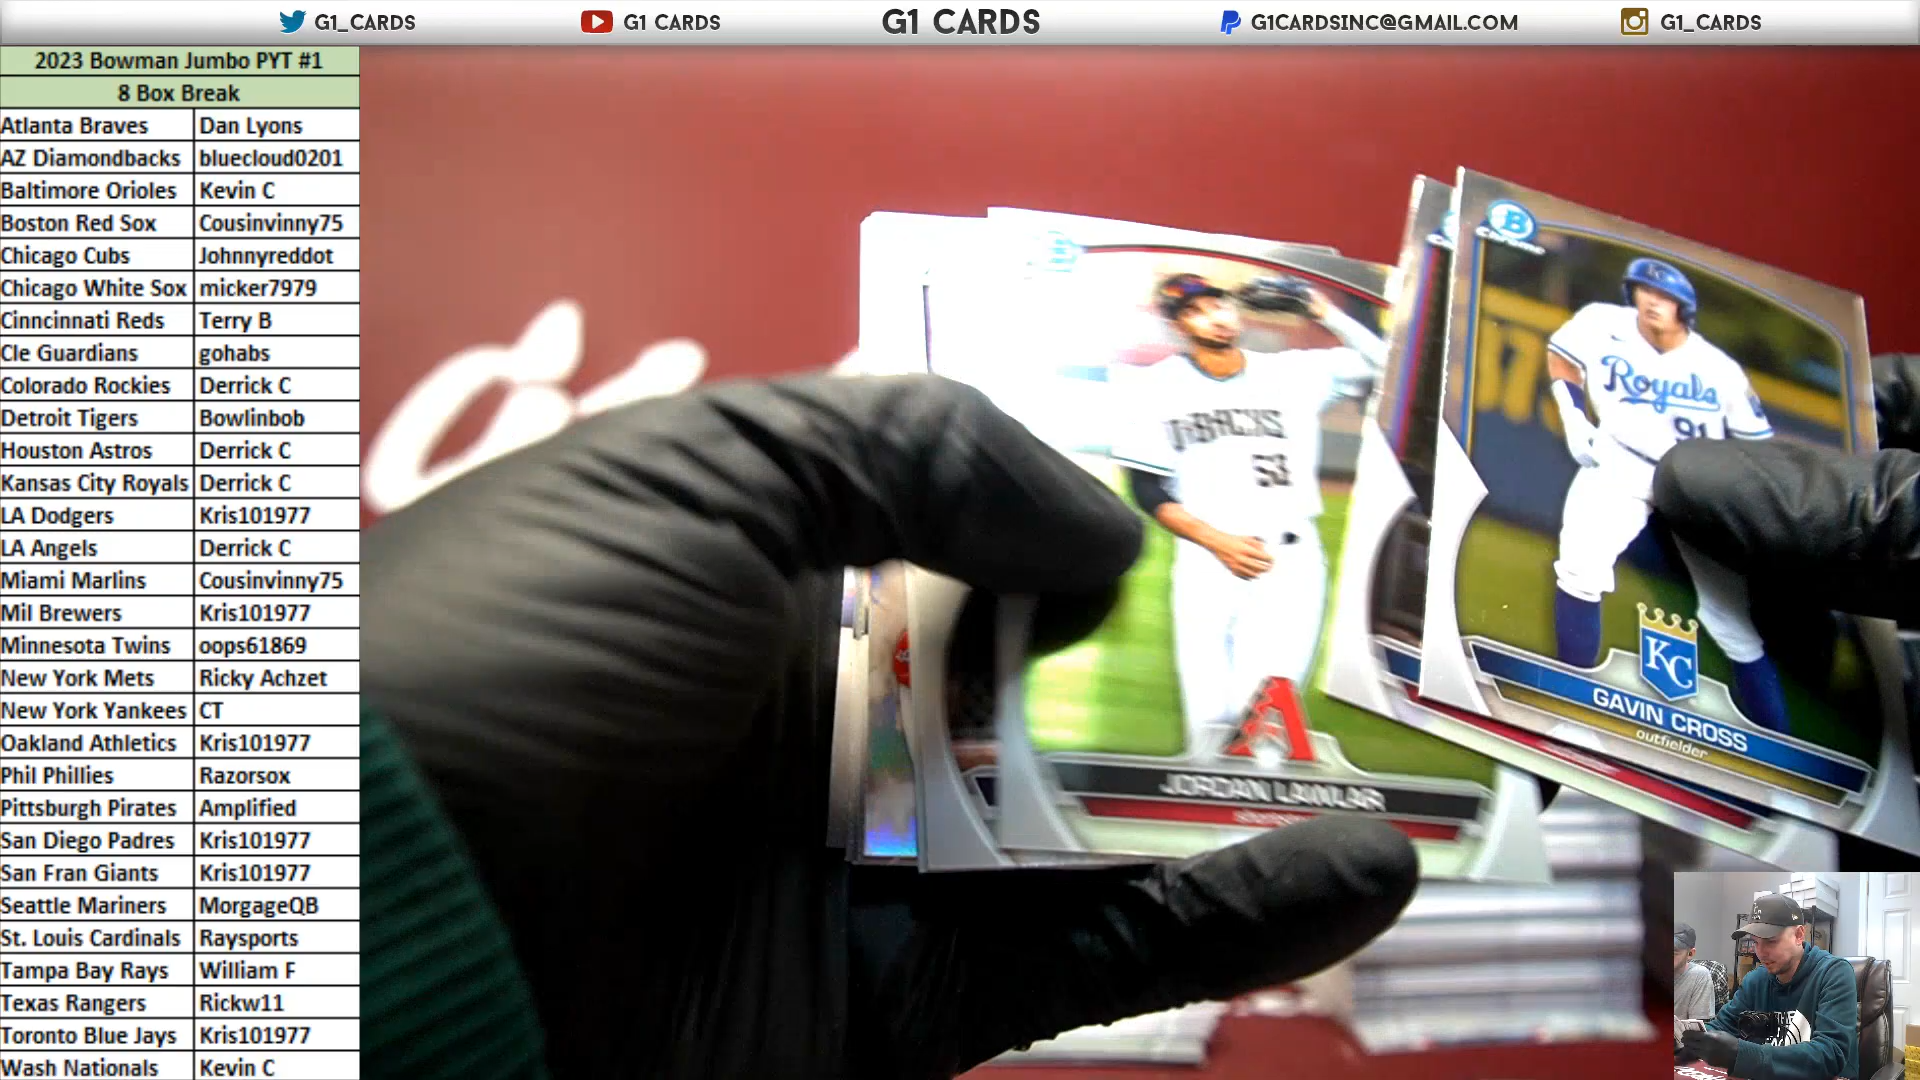 G1_CARDS G1 CARDS G1 CARDS G1CARDSINC@GMAIL.COM G1_CARDS
2023 Bowman Jumbo PYT #1
8 Box Break
Atlanta Braves Dan Lyons
AZ Diamondbacks bluecloud0201
Baltimore Orioles Kevin C
Boston Red Sox Cousinvinny75
Chicago Cubs Johnnyreddot
Chicago White Sox micker7979
Cinncinnati Reds Terry B
Cle Guardians gohabs
Colorado Rockies Derrick C
Detroit Tigers Bowlinbob
Houston Astros Derrick C
Kansas City Royals Derrick C
LA Dodgers Kris101977
LA Angels Derrick C
Miami Marlins Cousinvinny75
Mil Brewers Kris101977
Minnesota Twins oops61869
New York Mets Ricky Achzet
New York Yankees CT
Oakland Athletics Kris101977
Phil Phillies Razorsox
Pittsburgh Pirates Amplified
San Diego Padres Kris101977
San Fran Giants Kris101977
Seattle Mariners MorgageQB
St. Louis Cardinals Raysports
Tampa Bay Rays William F
Texas Rangers Rickw11
Toronto Blue Jays Kris101977
Wash Nationals Kevin C
B
Chrome
Royals
91
KC
GAVIN CROSS
outfielder
D-BACKS
53
A
JORDAN LAWLAR